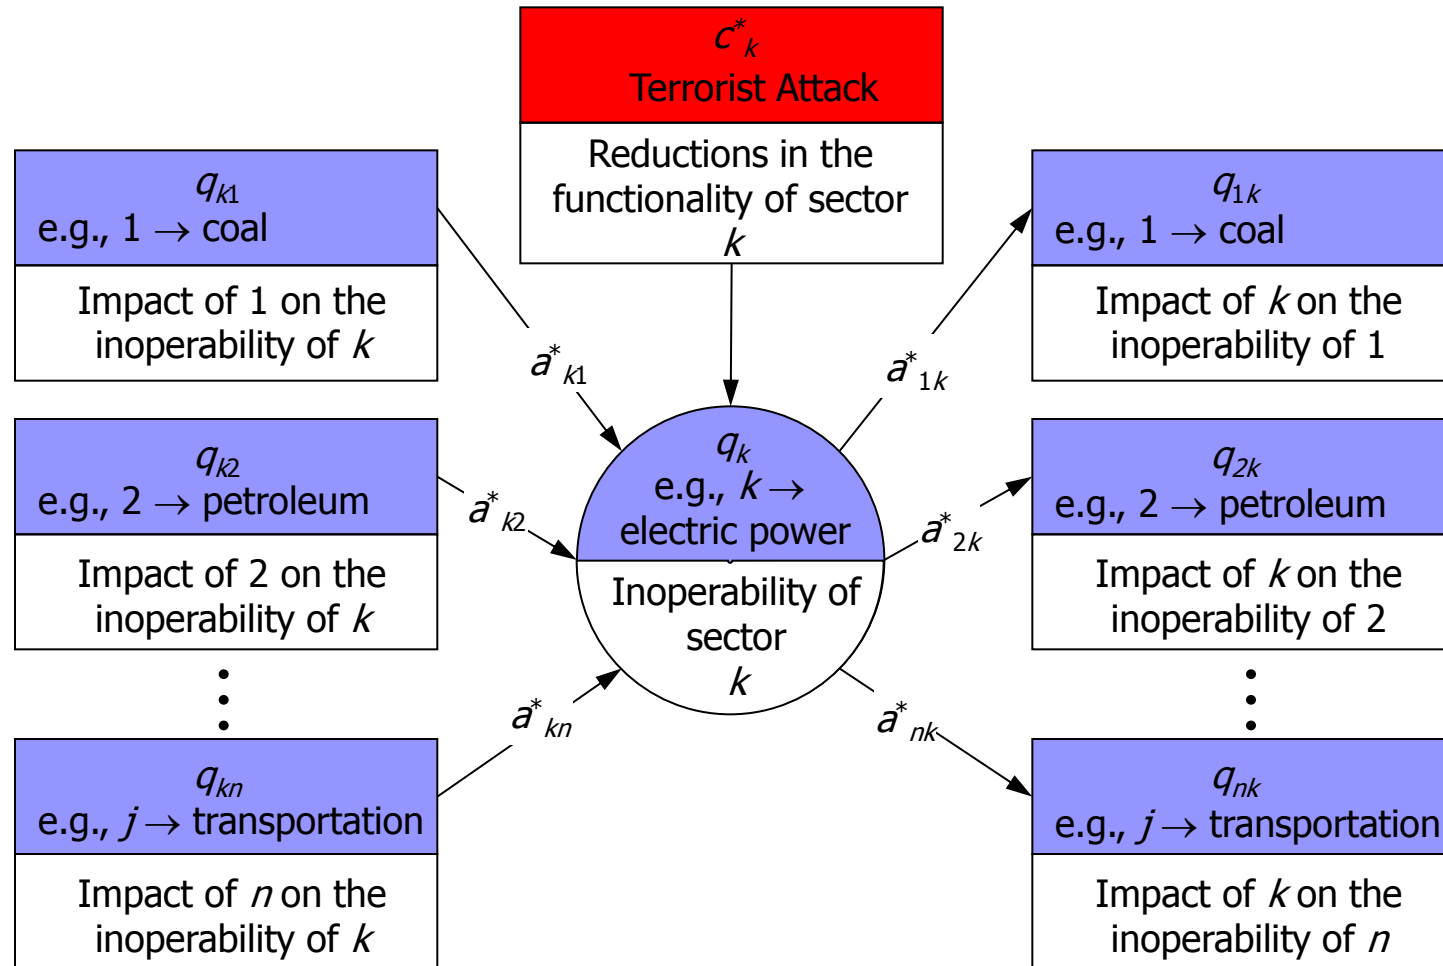 c*k
Terrorist Attack
Reductions in the
functionality of sector
k
qk1
e.g., 1 → coal
Impact of 1 on the
inoperability of k
a*k1
qk2
e.g., 2 → petroleum
Impact of 2 on the
inoperability of k
a*k2
qkn
e.g., j → transportation
Impact of n on the
inoperability of k
a*kn
qk
e.g., k →
electric power
Inoperability of
sector
k
a*1k
q1k
e.g., 1 → coal
Impact of k on the
inoperability of 1
a*2k
q2k
e.g., 2 → petroleum
Impact of k on the
inoperability of 2
a*nk
qnk
e.g., j → transportation
Impact of k on the
inoperability of n